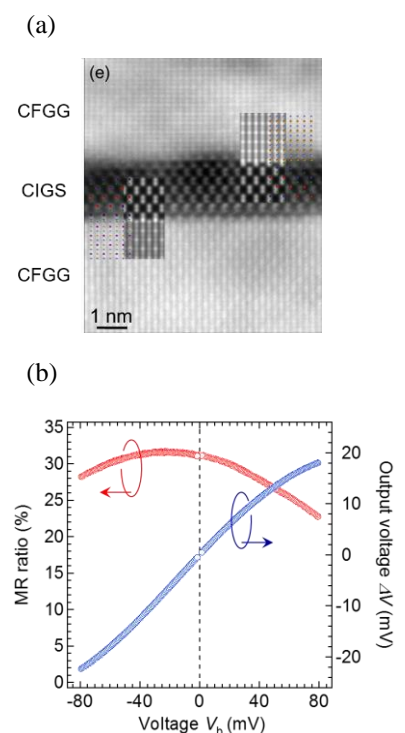 (a)
(e)
CFGG
CIGS
CFGG
1 nm
(b)
35
30
25
20
15
10
5
0
MR ratio (%)
20
10
0
-10
-20
Output voltage ΔV (mV)
-80
-40
0
40
80
Voltage Vb (mV)